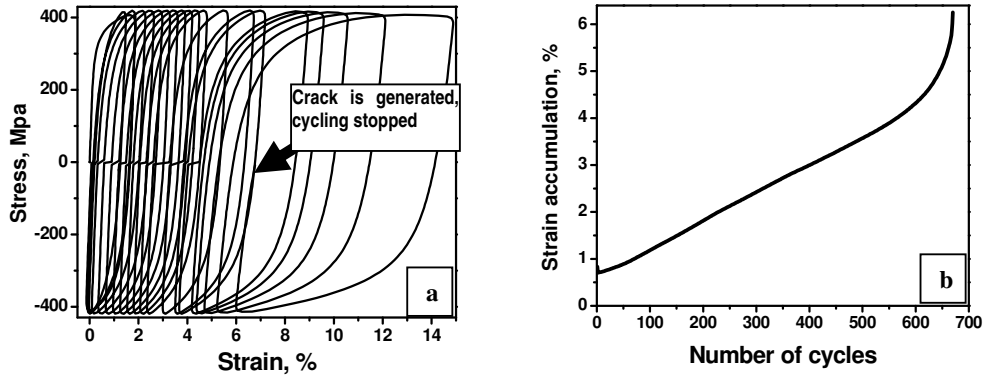 400
200
0
-200
-400
Stress, Mpa
Crack is generated,
cycling stopped
a
0 2 4 6 8 10 12 14
Strain, %
6
5
4
3
2
1
0
Strain accumulation, %
b
0 100 200 300 400 500 600 700
Number of cycles